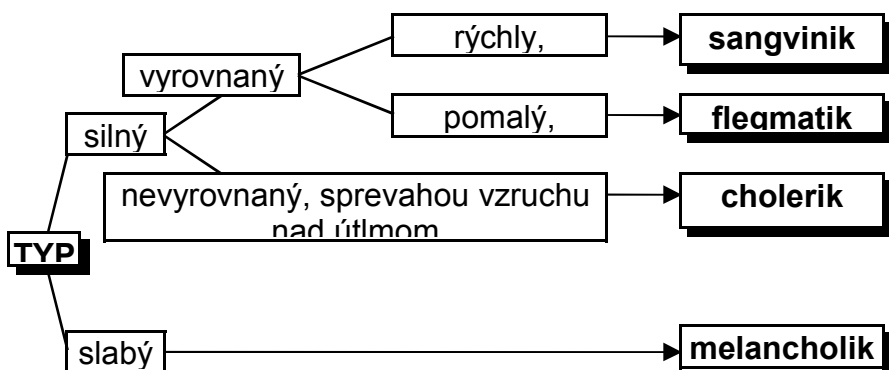 rýchly,
sangvinik
vyrovnaný
pomalý,
flegmatik
silný
nevyrovnaný, sprevahou vzruchu
nad útlmom
cholerik
TYP
slabý
melancholik